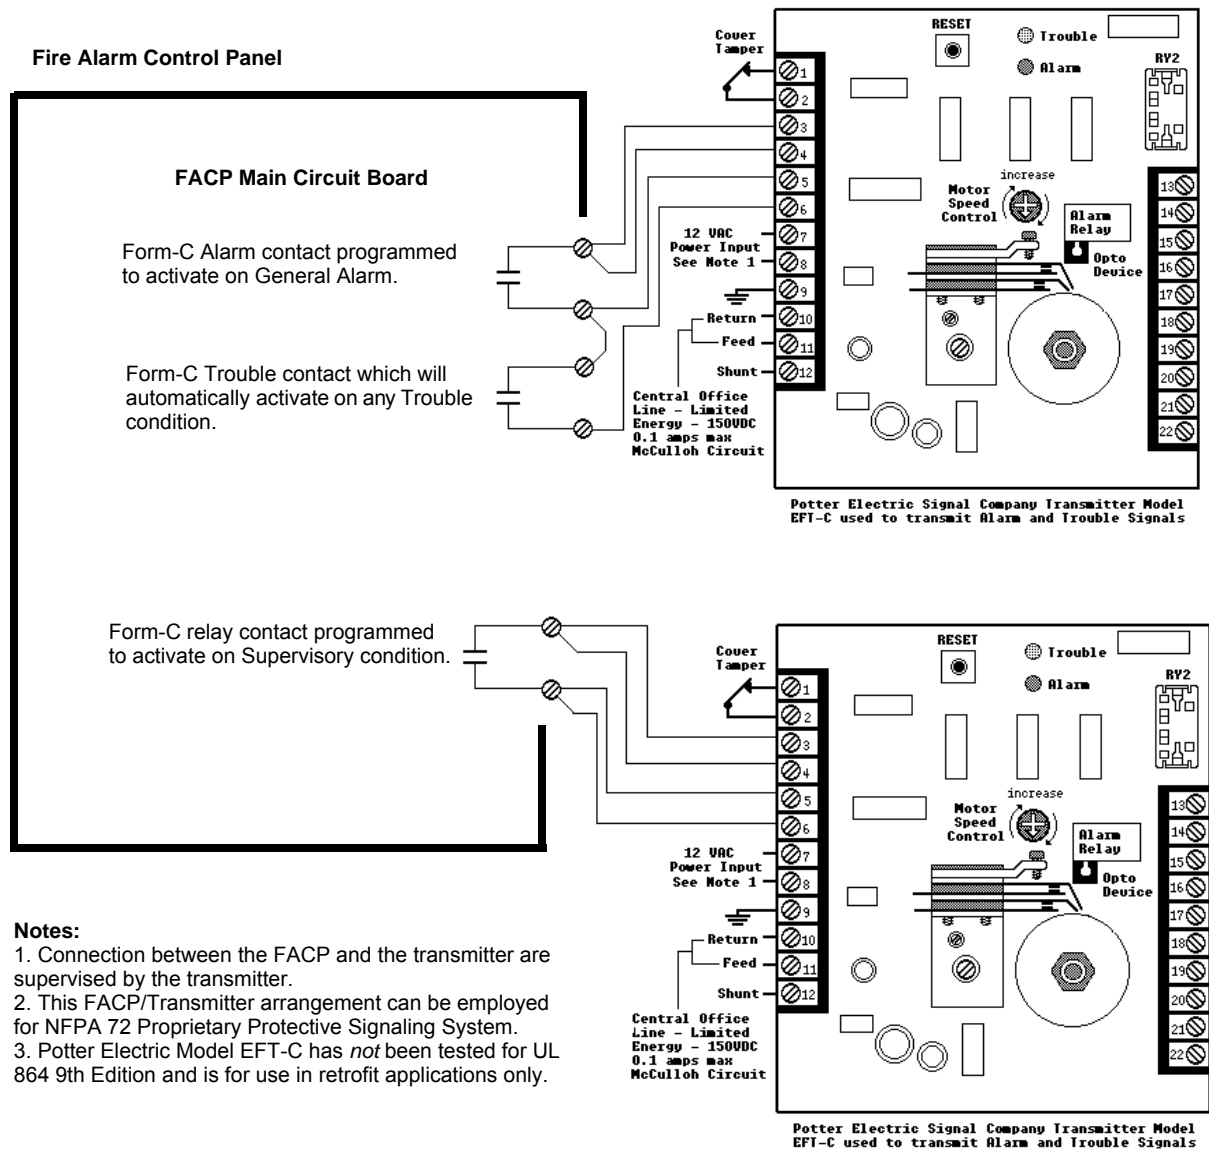 Fire Alarm Control Panel
FACP Main Circuit Board
Form-C Alarm contact programmed
to activate on General Alarm.
Form-C Trouble contact which will
automatically activate on any Trouble
condition.
Cover
Tamper
1
2
3
4
5
6
7
8
9
10
11
12
12 VAC
Power Input
See Note 1
Return
Feed
Shunt
Central Office
Line - Limited
Energy - 150VDC
0.1 amps max
McCulloh Circuit
RESET
Trouble
Alarm
RY2
increase
Motor
Speed
Control
Alarm
Relay
Opto
Device
13
14
15
16
17
18
19
20
21
22
Potter Electric Signal Company Transmitter Model
EFT-C used to transmit Alarm and Trouble Signals
Form-C relay contact programmed
to activate on Supervisory condition.
Cover
Tamper
1
2
3
4
5
6
7
8
9
10
11
12
12 VAC
Power Input
See Note 1
Return
Feed
Shunt
Central Office
Line - Limited
Energy - 150VDC
0.1 amps max
McCulloh Circuit
RESET
Trouble
Alarm
RY2
increase
Motor
Speed
Control
Alarm
Relay
Opto
Device
13
14
15
16
17
18
19
20
21
22
Potter Electric Signal Company Transmitter Model
EFT-C used to transmit Alarm and Trouble Signals
Notes:
1. Connection between the FACP and the transmitter are
supervised by the transmitter.
2. This FACP/Transmitter arrangement can be employed
for NFPA 72 Proprietary Protective Signaling System.
3. Potter Electric Model EFT-C has not been tested for UL
864 9th Edition and is for use in retrofit applications only.